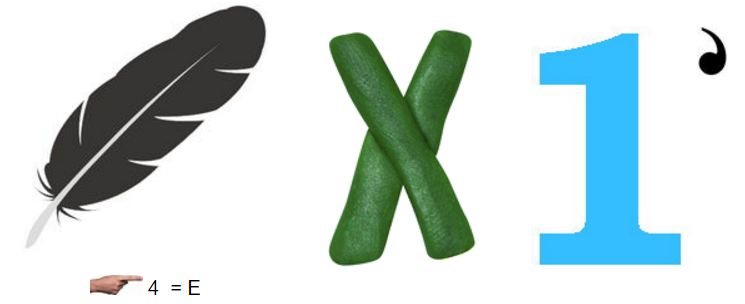 X 1 ,
4 = E